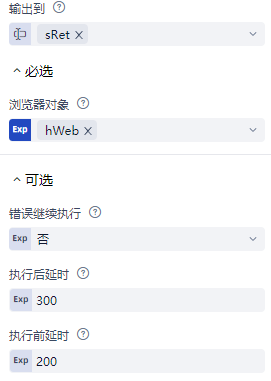 输出到
sRet
必选
浏览器对象
Exp hWeb
可选
错误继续执行
Exp 否
执行后延时
Exp 300
执行前延时
Exp 200